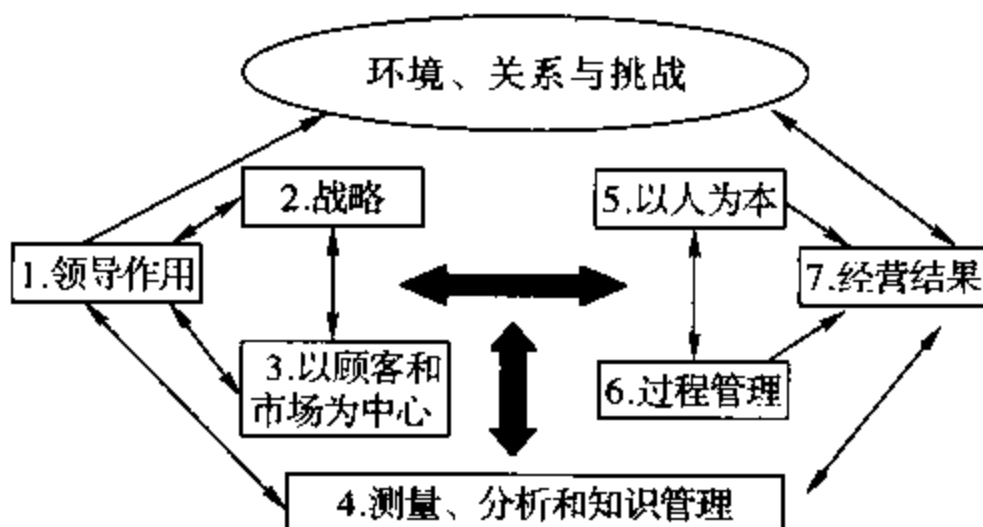 环境、关系与挑战
2.战略
5.以人为本
1.领导作用
7.经营结果
3.以顾客和
市场为中心
6.过程管理
4.测量、分析和知识管理